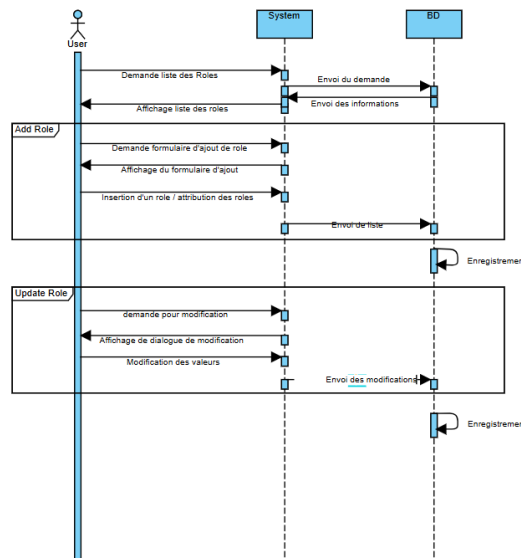 System
BD
User
Demande liste des Roles
Envoi du demande
Envoi des informations
Affichage liste des roles
Add Role
Demande formulaire d'ajout de role
Affichage du formulaire d'ajout
Insertion d'un role / attribution des roles
Envoi de liste
Enregistremen
Update Role
demande pour modification
Affichage de dialogue de modification
Modification des valeurs
Envoi des modifications
Enregistremen